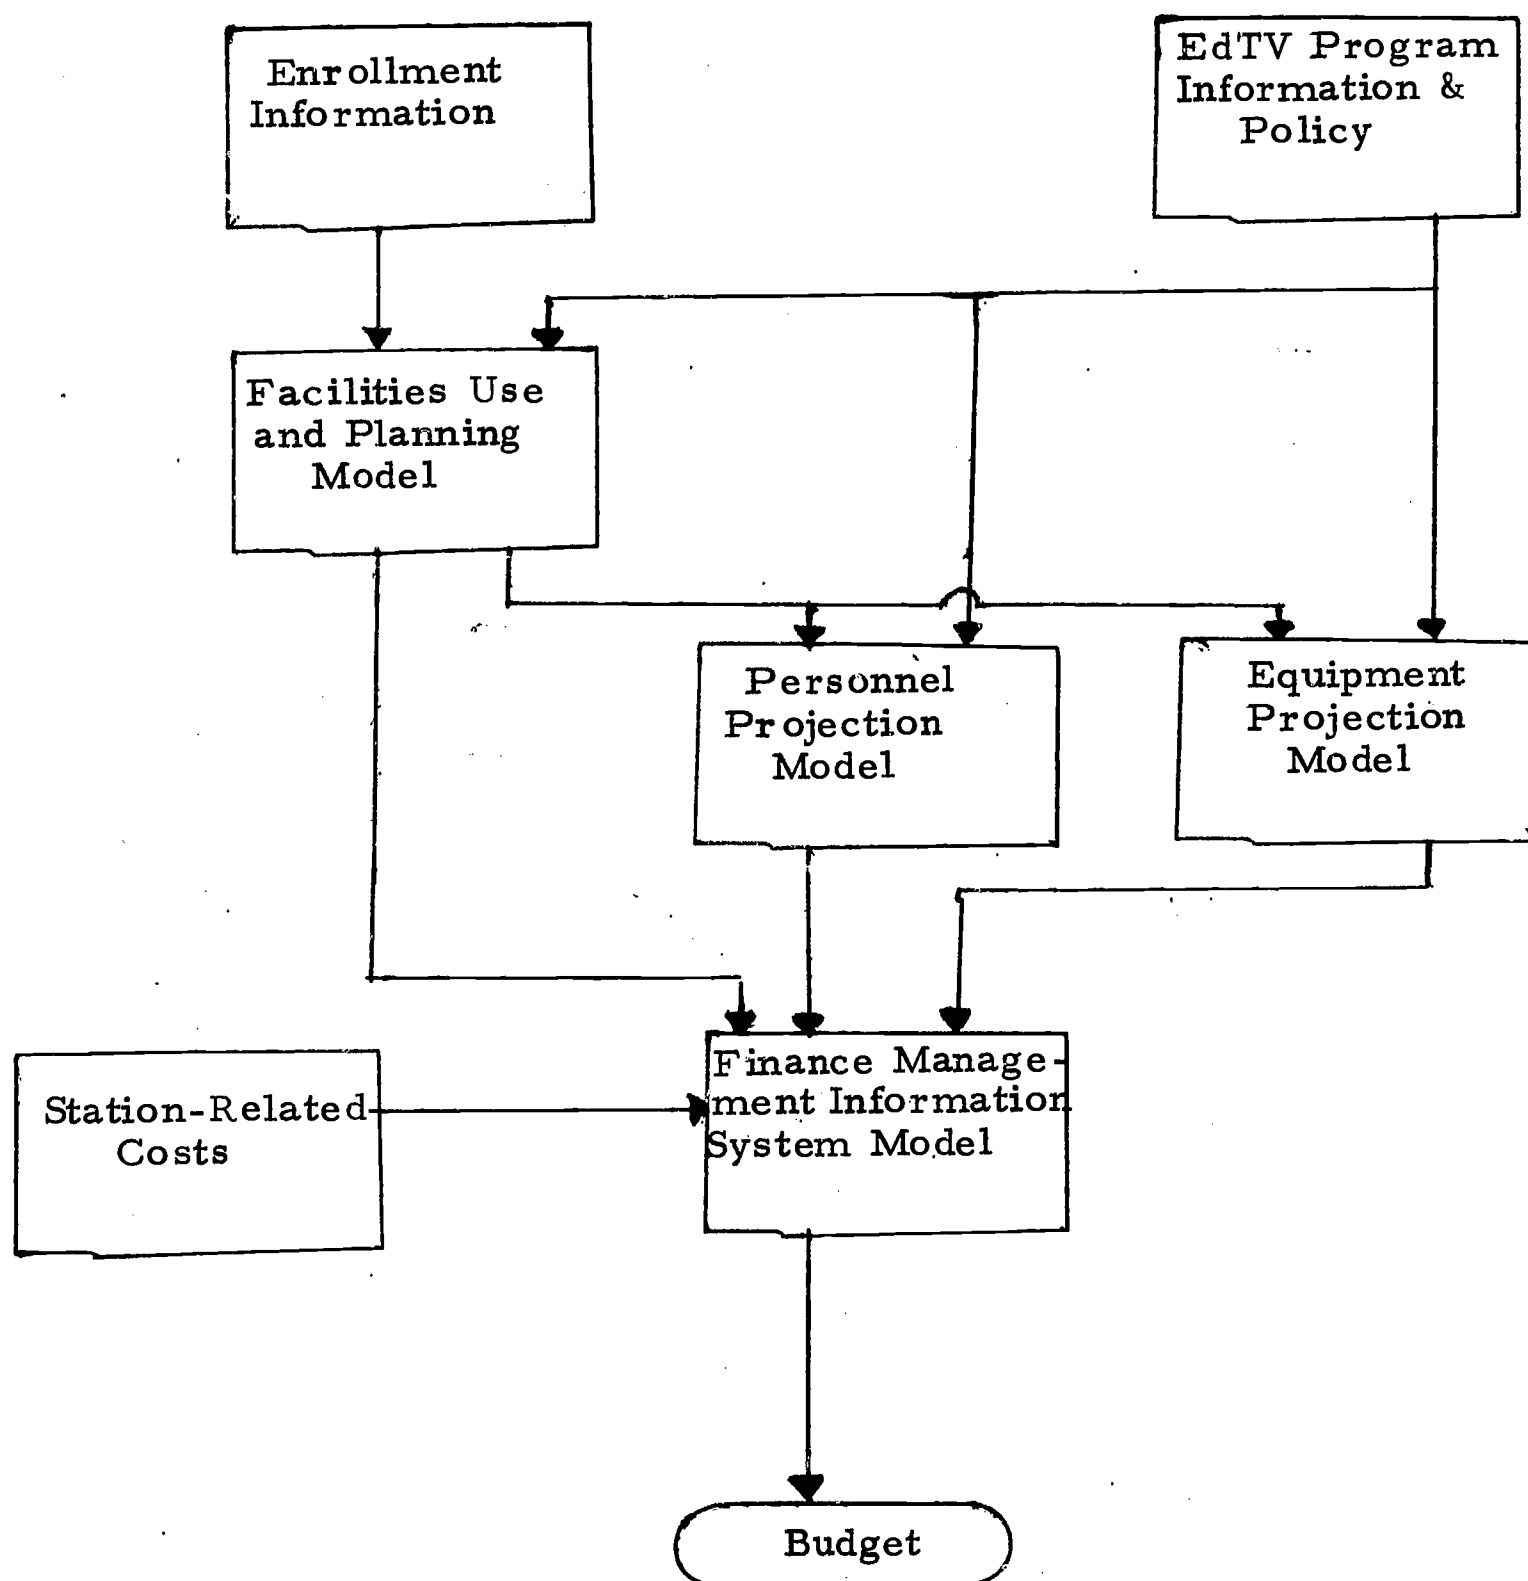 Enrollment
Information
EdTV Program
Information &
Policy
Facilities Use
and Planning
Model
Personnel
Projection
Model
Equipment
Projection
Model
Station-Related
Costs
Finance Manage-
ment Information
System Model
Budget